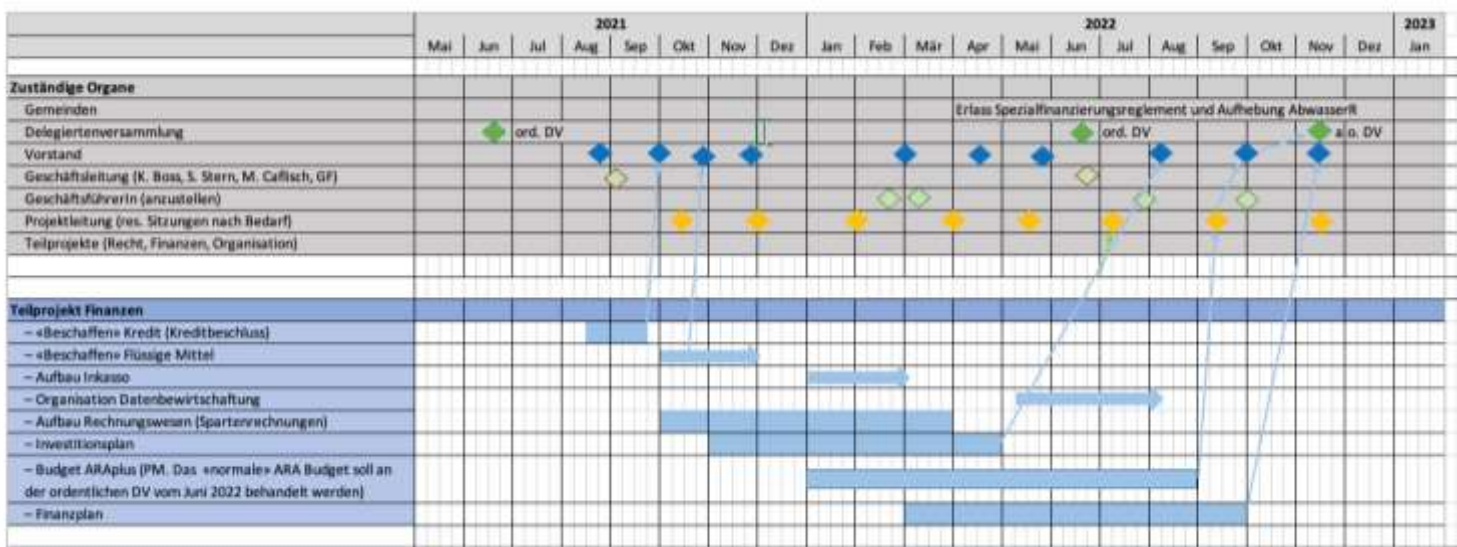 2021 2022 2023
Mai Jun Jul Aug Sep Okt Nov Dez Jan Feb Mär Apr Mai Jun Jul Aug Sep Okt Nov Dez Jan
Zuständige Organe
Gemeinden Erlass Spezialfinanzierungsreglement und Aufhebung AbwasserR
Delegiertenversammlung ord. DV ord. DV a.o. DV
Vorstand
Geschäftsleitung (K. Boss, S. Stern, M. Caflisch, GF)
GeschäftsführerIn (anzustellen)
Projektleitung (res. Sitzungen nach Bedarf)
Teilprojekte (Recht, Finanzen, Organisation)
Teilprojekt Finanzen
– «Beschaffen» Kredit (Kreditbeschluss)
– «Beschaffen» Flüssige Mittel
– Aufbau Inkasso
– Organisation Datenbewirtschaftung
– Aufbau Rechnungswesen (Spartenrechnungen)
– Investitionsplan
– Budget ARAplus (PM. Das «normale» ARA Budget soll an
der ordentlichen DV vom Juni 2022 behandelt werden)
– Finanzplan